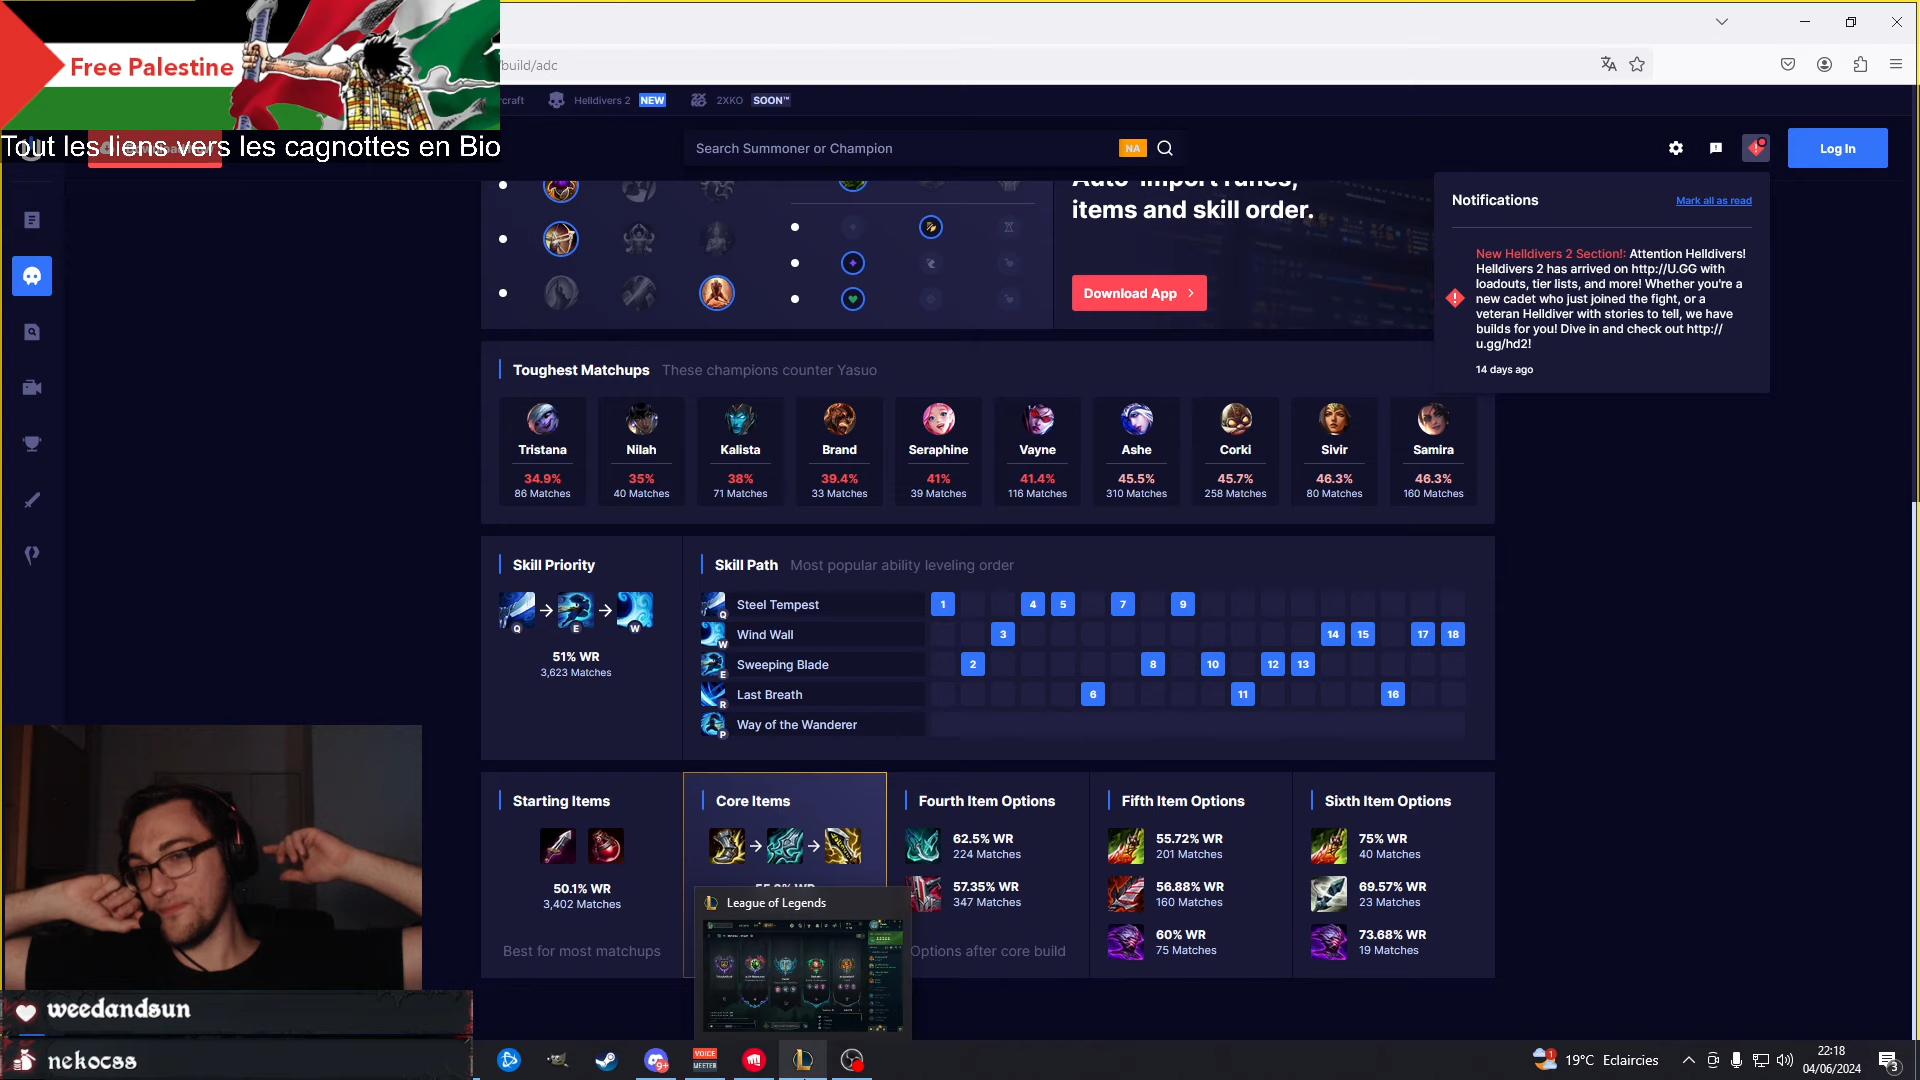 Free Palestine
Tout les liens vers les cagnottes en Bio
/build/adc
rcraft
Helldivers 2 NEW
2XKO SOON™
Search Summoner or Champion
NA
Log In
Auto-import runes,
items and skill order.
Download App
Notifications
Mark all as read
New Helldivers 2 Section!: Attention Helldivers!
Helldivers 2 has arrived on http://U.GG with
loadouts, tier lists, and more! Whether you're a
new cadet who just joined the fight, or a
veteran Helldiver with stories to tell, we have
builds for you! Dive in and check out http://
u.gg/hd2!
14 days ago
Toughest Matchups These champions counter Yasuo
Tristana Nilah Kalista Brand Seraphine Vayne Ashe Corki Sivir Samira
34.9% 35% 38% 39.4% 41% 41.4% 45.5% 45.7% 46.3% 46.3%
86 Matches 40 Matches 71 Matches 33 Matches 39 Matches 116 Matches 310 Matches 258 Matches 80 Matches 160 Matches
Skill Priority
Q E W
51% WR
3,623 Matches
Skill Path Most popular ability leveling order
Q Steel Tempest 1 4 5 7 9
W Wind Wall 3 14 15 17 18
E Sweeping Blade 2 8 10 12 13
R Last Breath 6 11 16
P Way of the Wanderer
Starting Items
50.1% WR
3,402 Matches
Best for most matchups
Core Items
League of Legends
Fourth Item Options
62.5% WR
224 Matches
57.35% WR
347 Matches
Options after core build
Fifth Item Options
55.72% WR
201 Matches
56.88% WR
160 Matches
60% WR
75 Matches
Sixth Item Options
75% WR
40 Matches
69.57% WR
23 Matches
73.68% WR
19 Matches
weedandsun
nekocss
9+
VOICE
MEETER
1
19°C Eclaircies
22:18
04/06/2024
3